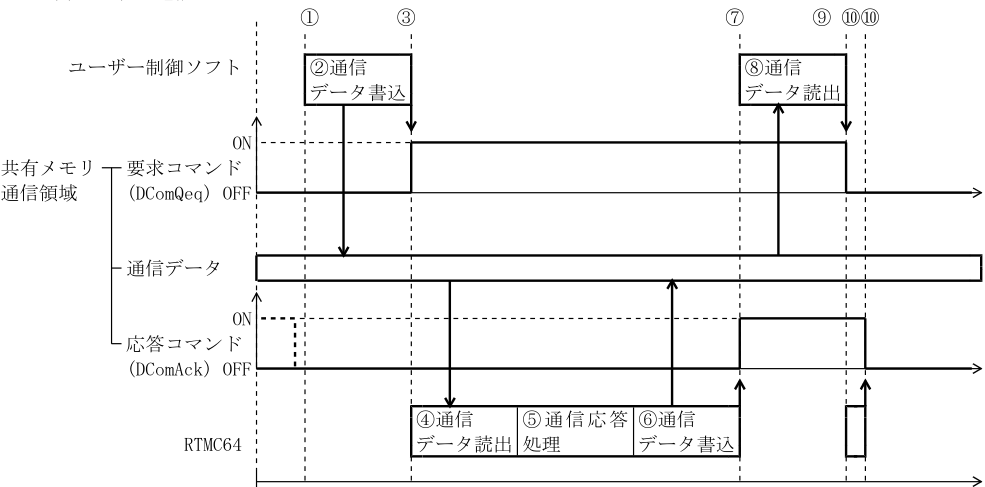 ① ③ ⑦ ⑨ ⑩⑩
ユーザー制御ソフト
②通信
データ書込
⑧通信
データ読出
ON
共有メモリ
通信領域
要求コマンド
(DComQeq) OFF
通信データ
ON
応答コマンド
(DComAck) OFF
RTMC64
④通信
データ読出
⑤通信応答
処理
⑥通信
データ書込